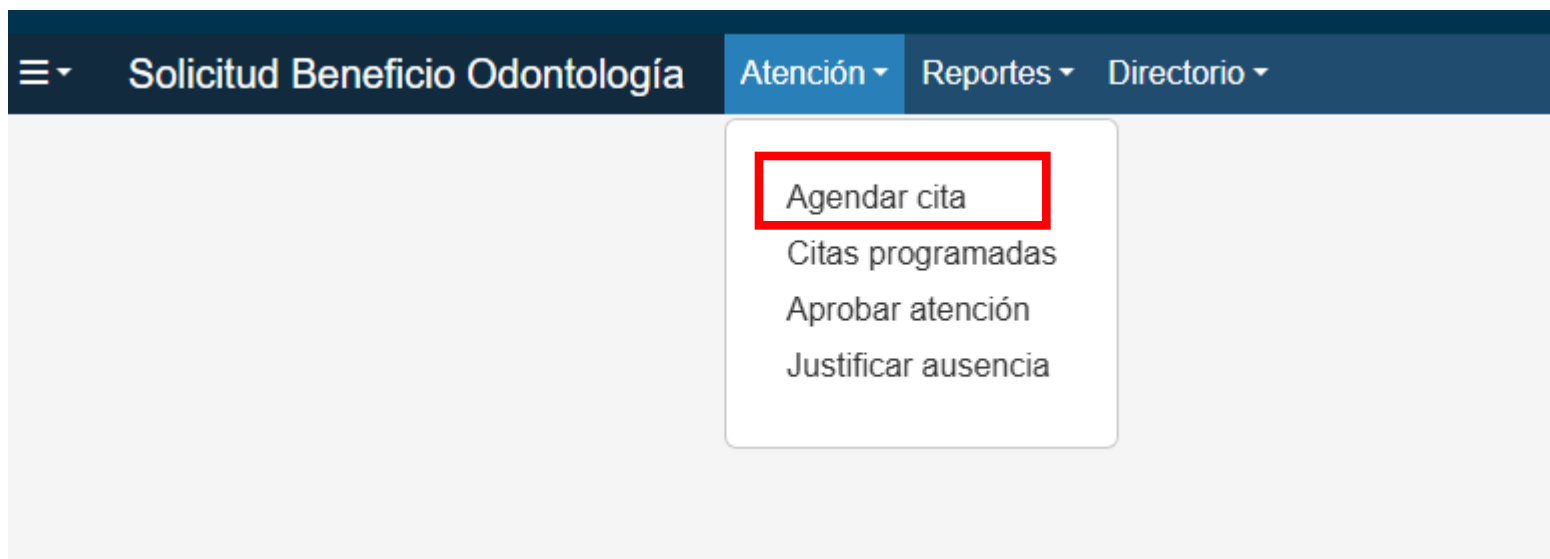 Solicitud Beneficio Odontología Atención Reportes Directorio
Agendar cita
Citas programadas
Aprobar atención
Justificar ausencia